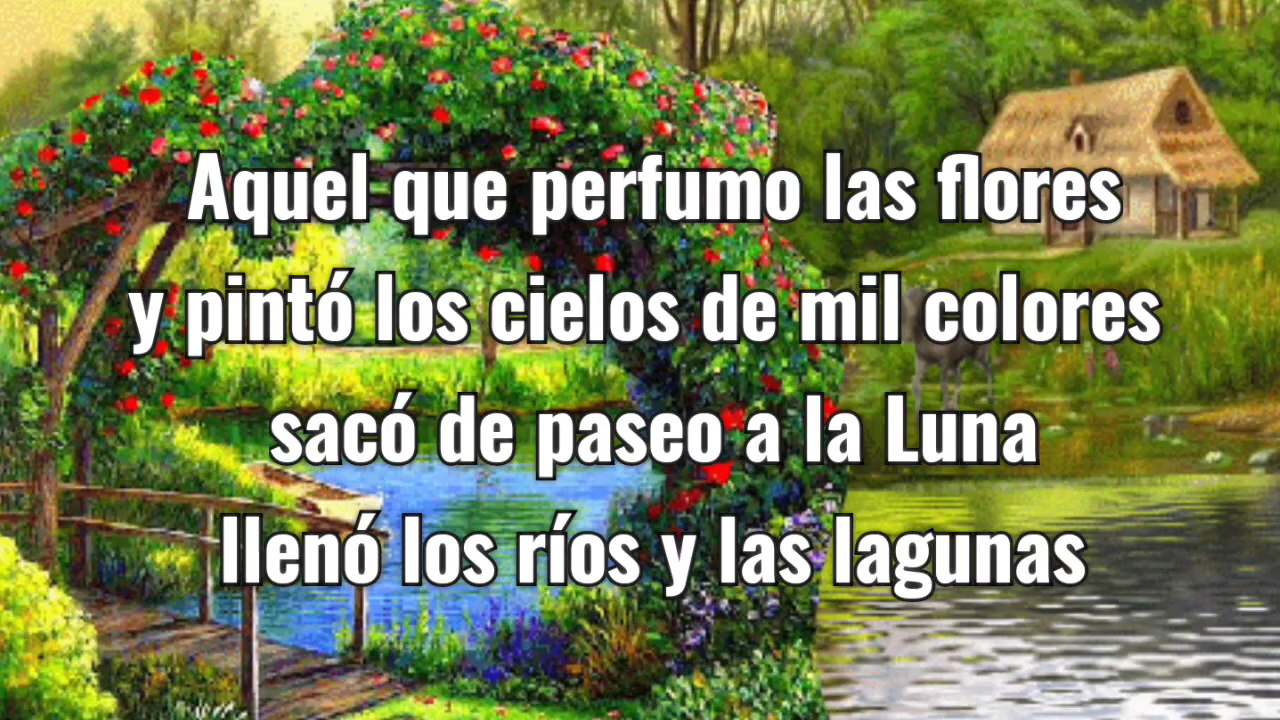 Aquel que perfumo las flores
y pintó los cielos de mil colores
sacó de paseo a la Luna
llenó los ríos y las lagunas